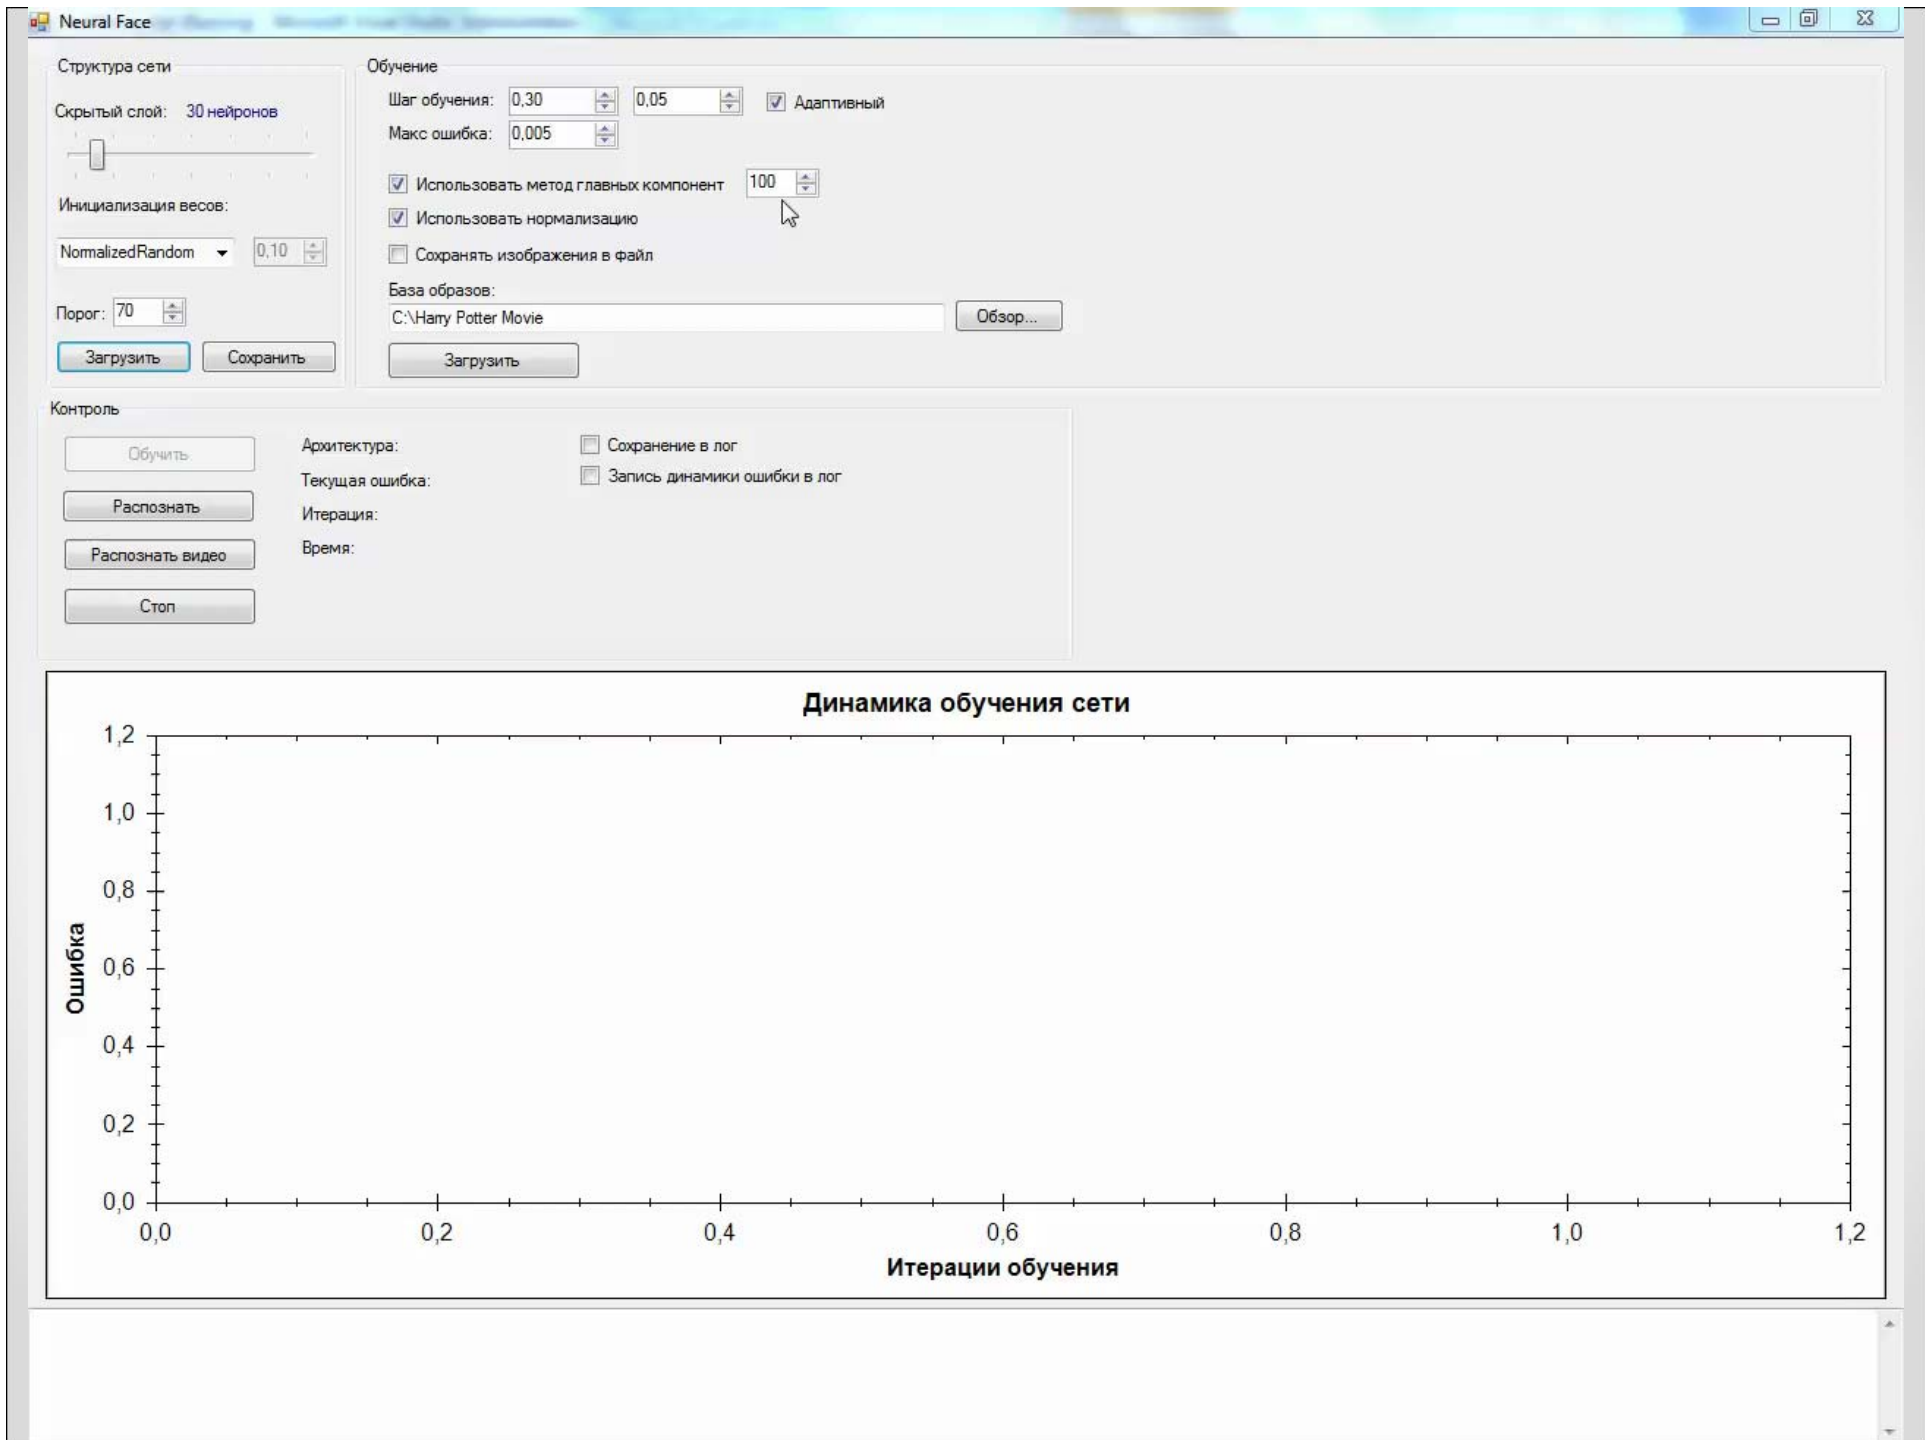 Neural Face
Структура сети
Скрытый слой: 30 нейронов
Инициализация весов:
NormalizedRandom 0,10
Порог: 70
Загрузить Сохранить
Обучение
Шаг обучения: 0,30 0,05 Адаптивный
Макс ошибка: 0,005
Использовать метод главных компонент 100
Использовать нормализацию
Сохранять изображения в файл
База образов:
C:\Harry Potter Movie Обзор...
Загрузить
Контроль
Обучить
Распознать
Распознать видео
Стоп
Архитектура:
Текущая ошибка:
Итерация:
Время:
Сохранение в лог
Запись динамики ошибки в лог
Динамика обучения сети
1,2
1,0
0,8
0,6
0,4
0,2
0,0
Ошибка
0,0 0,2 0,4 0,6 0,8 1,0 1,2
Итерации обучения